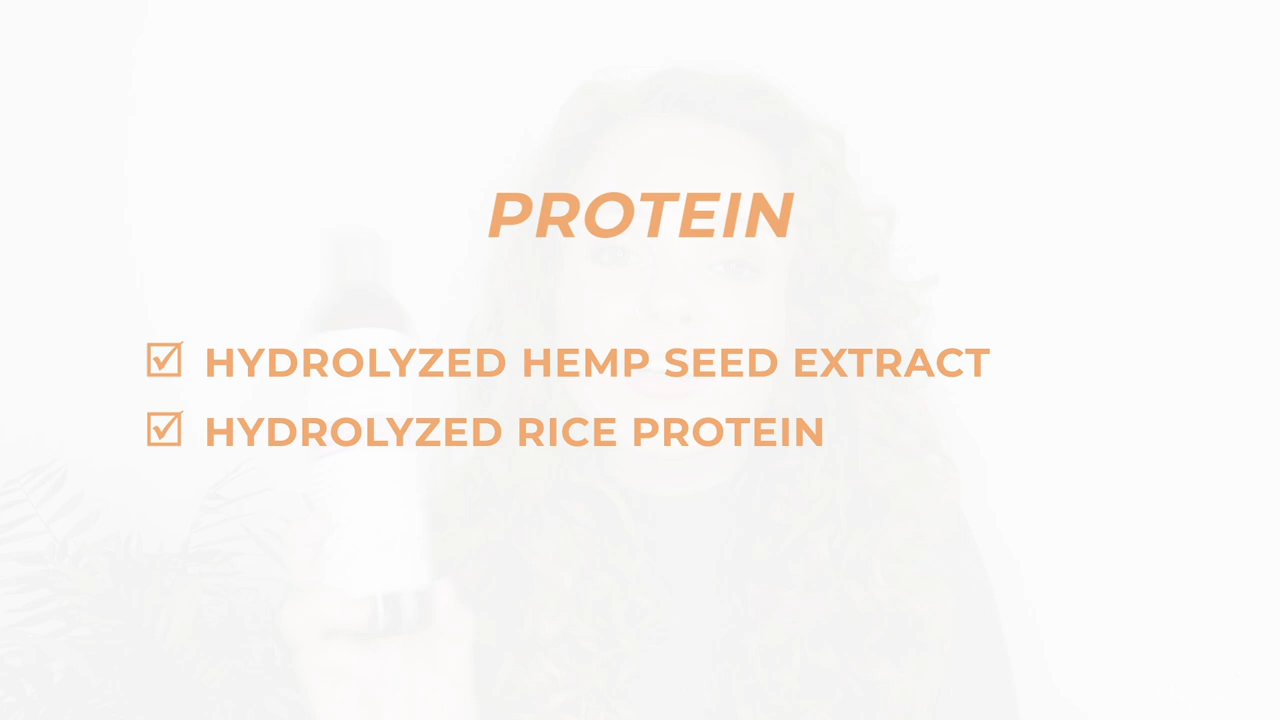 PROTEIN
☑ HYDROLYZED HEMP SEED EXTRACT
☑ HYDROLYZED RICE PROTEIN